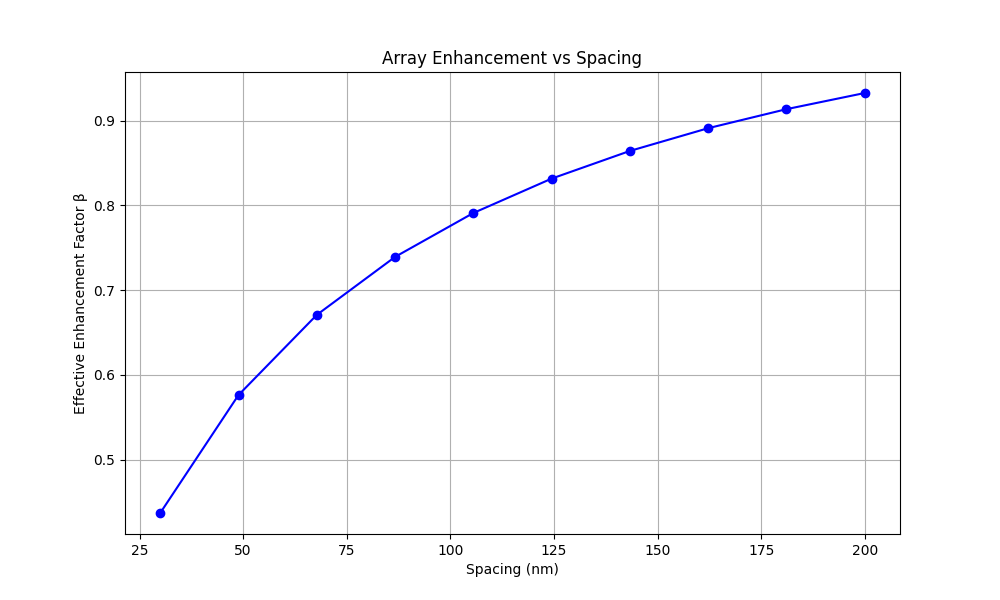 Array Enhancement vs Spacing
Effective Enhancement Factor β
0.9
0.8
0.7
0.6
0.5
25 50 75 100 125 150 175 200
Spacing (nm)